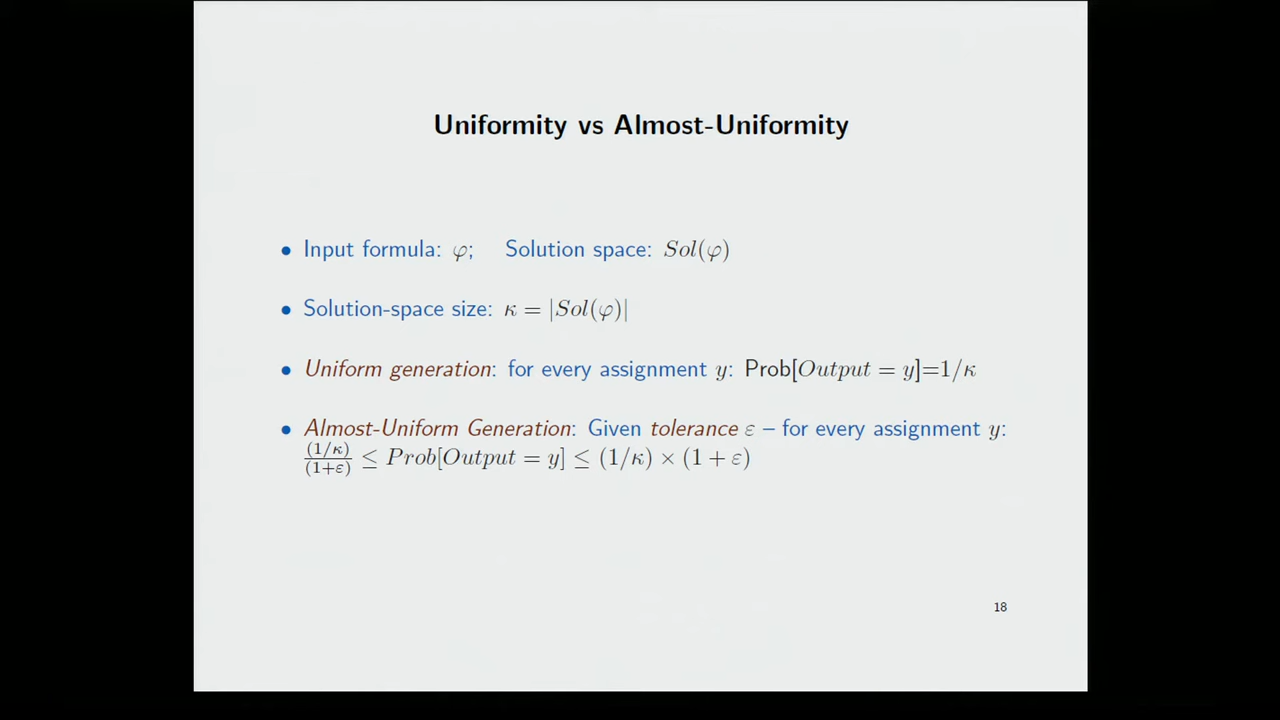 Uniformity vs Almost-Uniformity
• Input formula: φ; Solution space: Sol(φ)
• Solution-space size: κ = |Sol(φ)|
• Uniform generation: for every assignment y: Prob[Output = y]=1/κ
• Almost-Uniform Generation: Given tolerance ε – for every assignment y:
(1/κ)/(1+ε) ≤ Prob[Output = y] ≤ (1/κ) × (1 + ε)
18